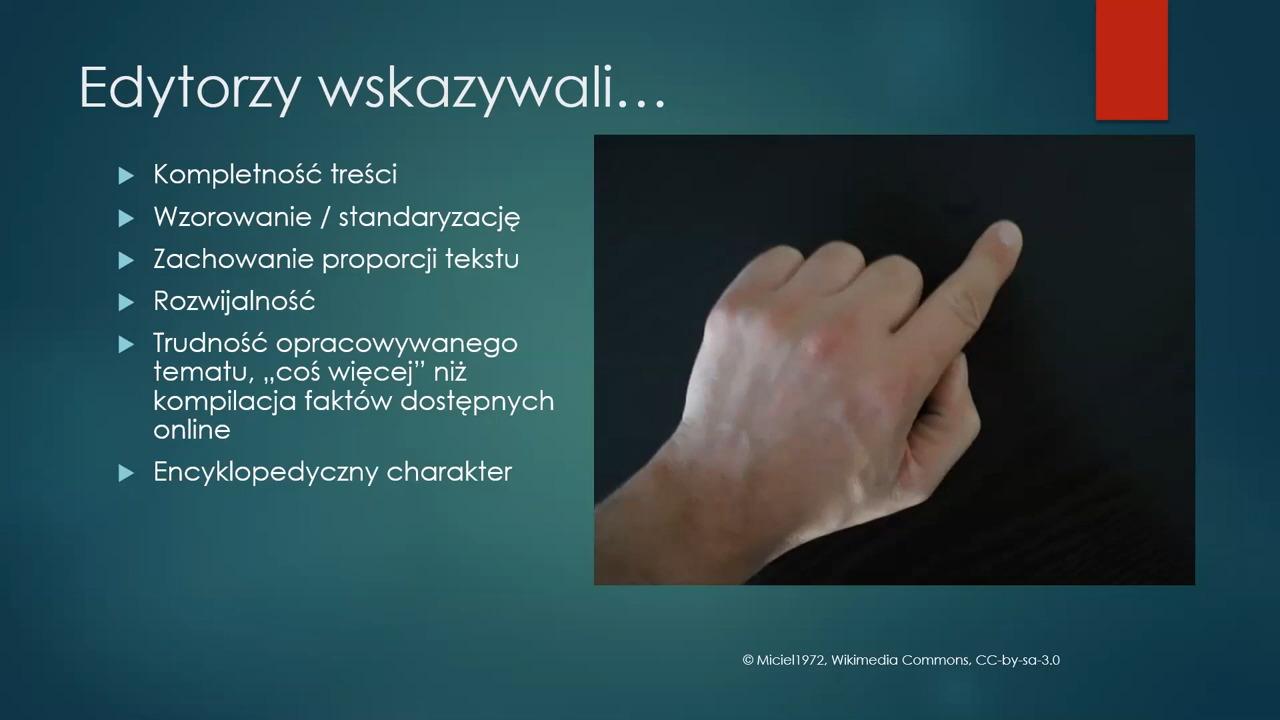 Edytorzy wskazywali…
Kompletność treści
Wzorowanie / standaryzację
Zachowanie proporcji tekstu
Rozwijalność
Trudność opracowywanego
tematu, „coś więcej” niż
kompilacja faktów dostępnych
online
Encyklopedyczny charakter
© Miciel1972, Wikimedia Commons, CC-by-sa-3.0